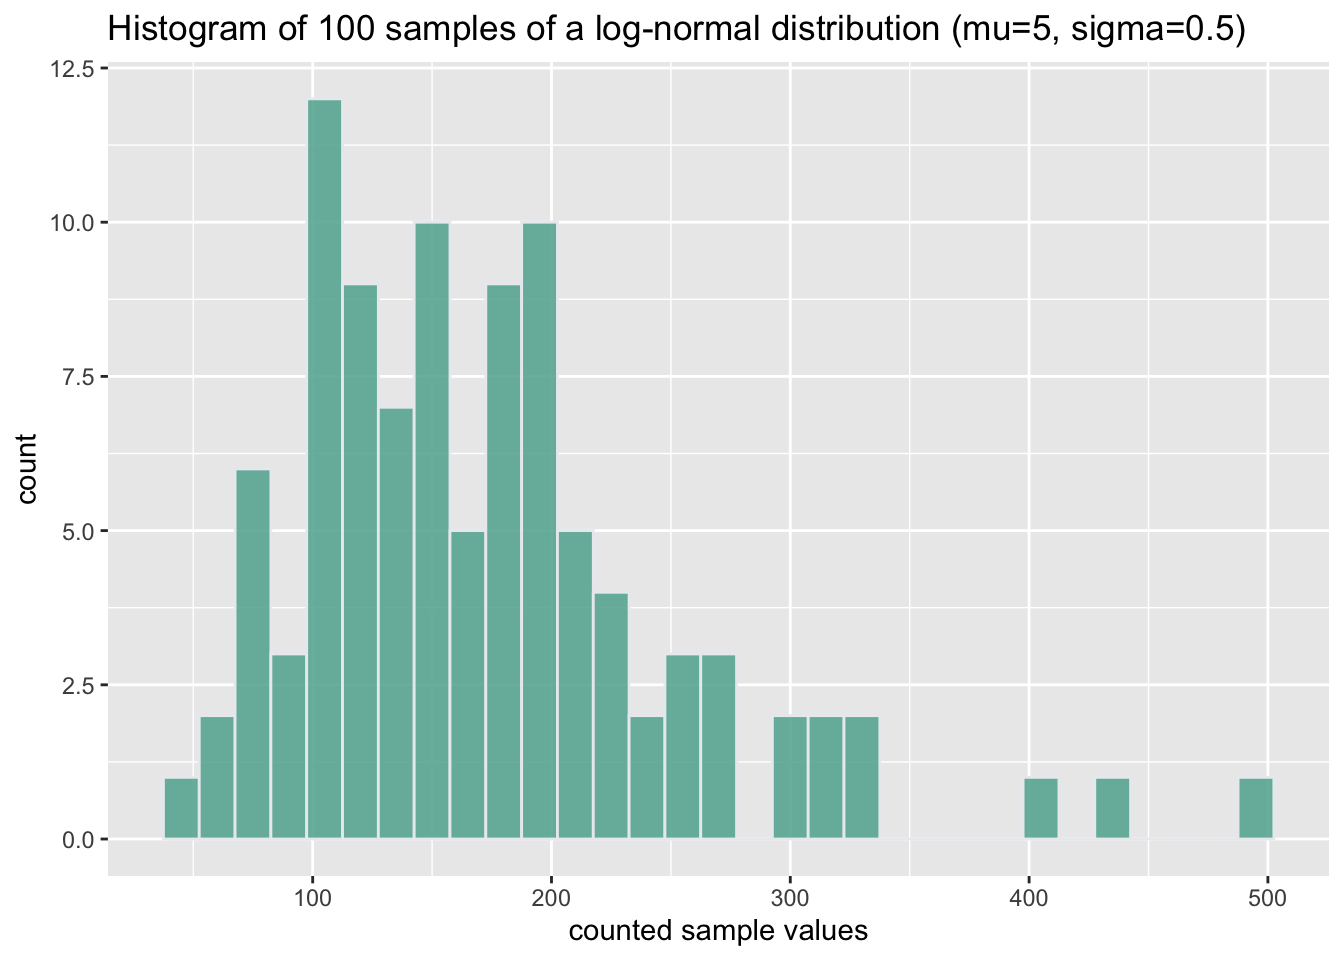 Histogram of 100 samples of a log-normal distribution (mu=5, sigma=0.5)
12.5
10.0
7.5
5.0
2.5
0.0
count
100 200 300 400 500
counted sample values